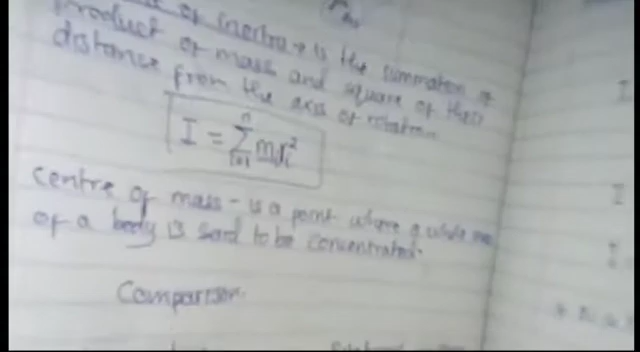 of inertia → is the summation of
product of mass and square of their
distance from the axis of rotation
I = Σ mᵢrᵢ²
n
i=1
centre of mass - is a point where a whole
of a body is said to be concentrated.
Comparison.
I
I